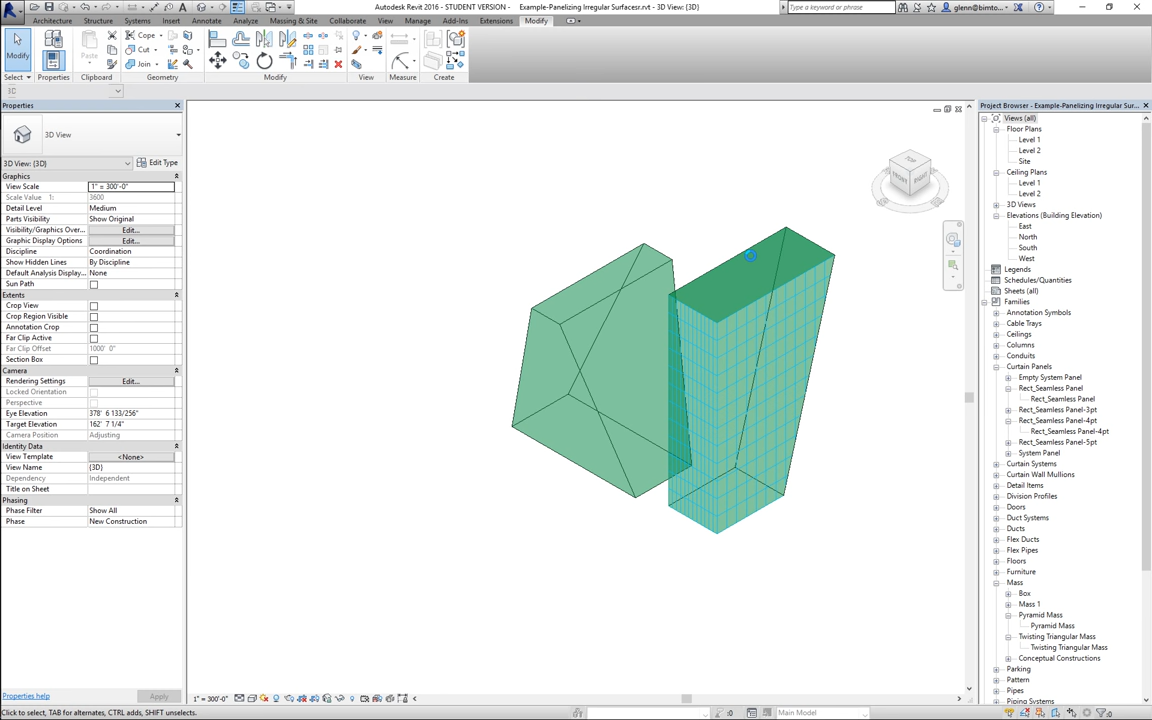 Autodesk Revit 2016 - STUDENT VERSION - Example-Panelizing Irregular Surfacess.rvt - 3D View: {3D}
Type a keyword or phrase
glenn@bimto...
Architecture Structure Systems Insert Annotate Analyze Massing & Site Collaborate View Manage Add-Ins Extensions Modify
Modify
Paste
Cope
Cut
Join
Select Properties Clipboard Geometry Modify View Measure Create
3D
Properties
Project Browser - Example-Panelizing Irregular Sur...
3D View
3D View: {3D} Edit Type
Graphics
View Scale 1" = 300'-0"
Scale Value 1: 3600
Detail Level Medium
Parts Visibility Show Original
Visibility/Graphics Over... Edit...
Graphic Display Options Edit...
Discipline Coordination
Show Hidden Lines By Discipline
Default Analysis Display... None
Sun Path
Extents
Crop View
Crop Region Visible
Annotation Crop
Far Clip Active
Far Clip Offset 1000' 0"
Section Box
Camera
Rendering Settings Edit...
Locked Orientation
Perspective
Eye Elevation 378' 6 133/256"
Target Elevation 162' 7 1/4"
Camera Position Adjusting
Identity Data
View Template <None>
View Name {3D}
Dependency Independent
Title on Sheet
Phasing
Phase Filter Show All
Phase New Construction
Properties help Apply
TOP
FRONT RIGHT
Views (all)
Floor Plans
Level 1
Level 2
Site
Ceiling Plans
Level 1
Level 2
3D Views
Elevations (Building Elevation)
East
North
South
West
Legends
Schedules/Quantities
Sheets (all)
Families
Annotation Symbols
Cable Trays
Ceilings
Columns
Conduits
Curtain Panels
Empty System Panel
Rect_Seamless Panel
Rect_Seamless Panel
Rect_Seamless Panel-3pt
Rect_Seamless Panel-4pt
Rect_Seamless Panel-4pt
Rect_Seamless Panel-5pt
System Panel
Curtain Systems
Curtain Wall Mullions
Detail Items
Division Profiles
Doors
Duct Systems
Ducts
Flex Ducts
Flex Pipes
Floors
Furniture
Mass
Box
Mass 1
Pyramid Mass
Pyramid Mass
Twisting Triangular Mass
Twisting Triangular Mass
Conceptual Constructions
Parking
Pattern
Pipes
Piping Systems
1" = 300'-0"
Click to select, TAB for alternates, CTRL adds, SHIFT unselects.
:0
Main Model
:0